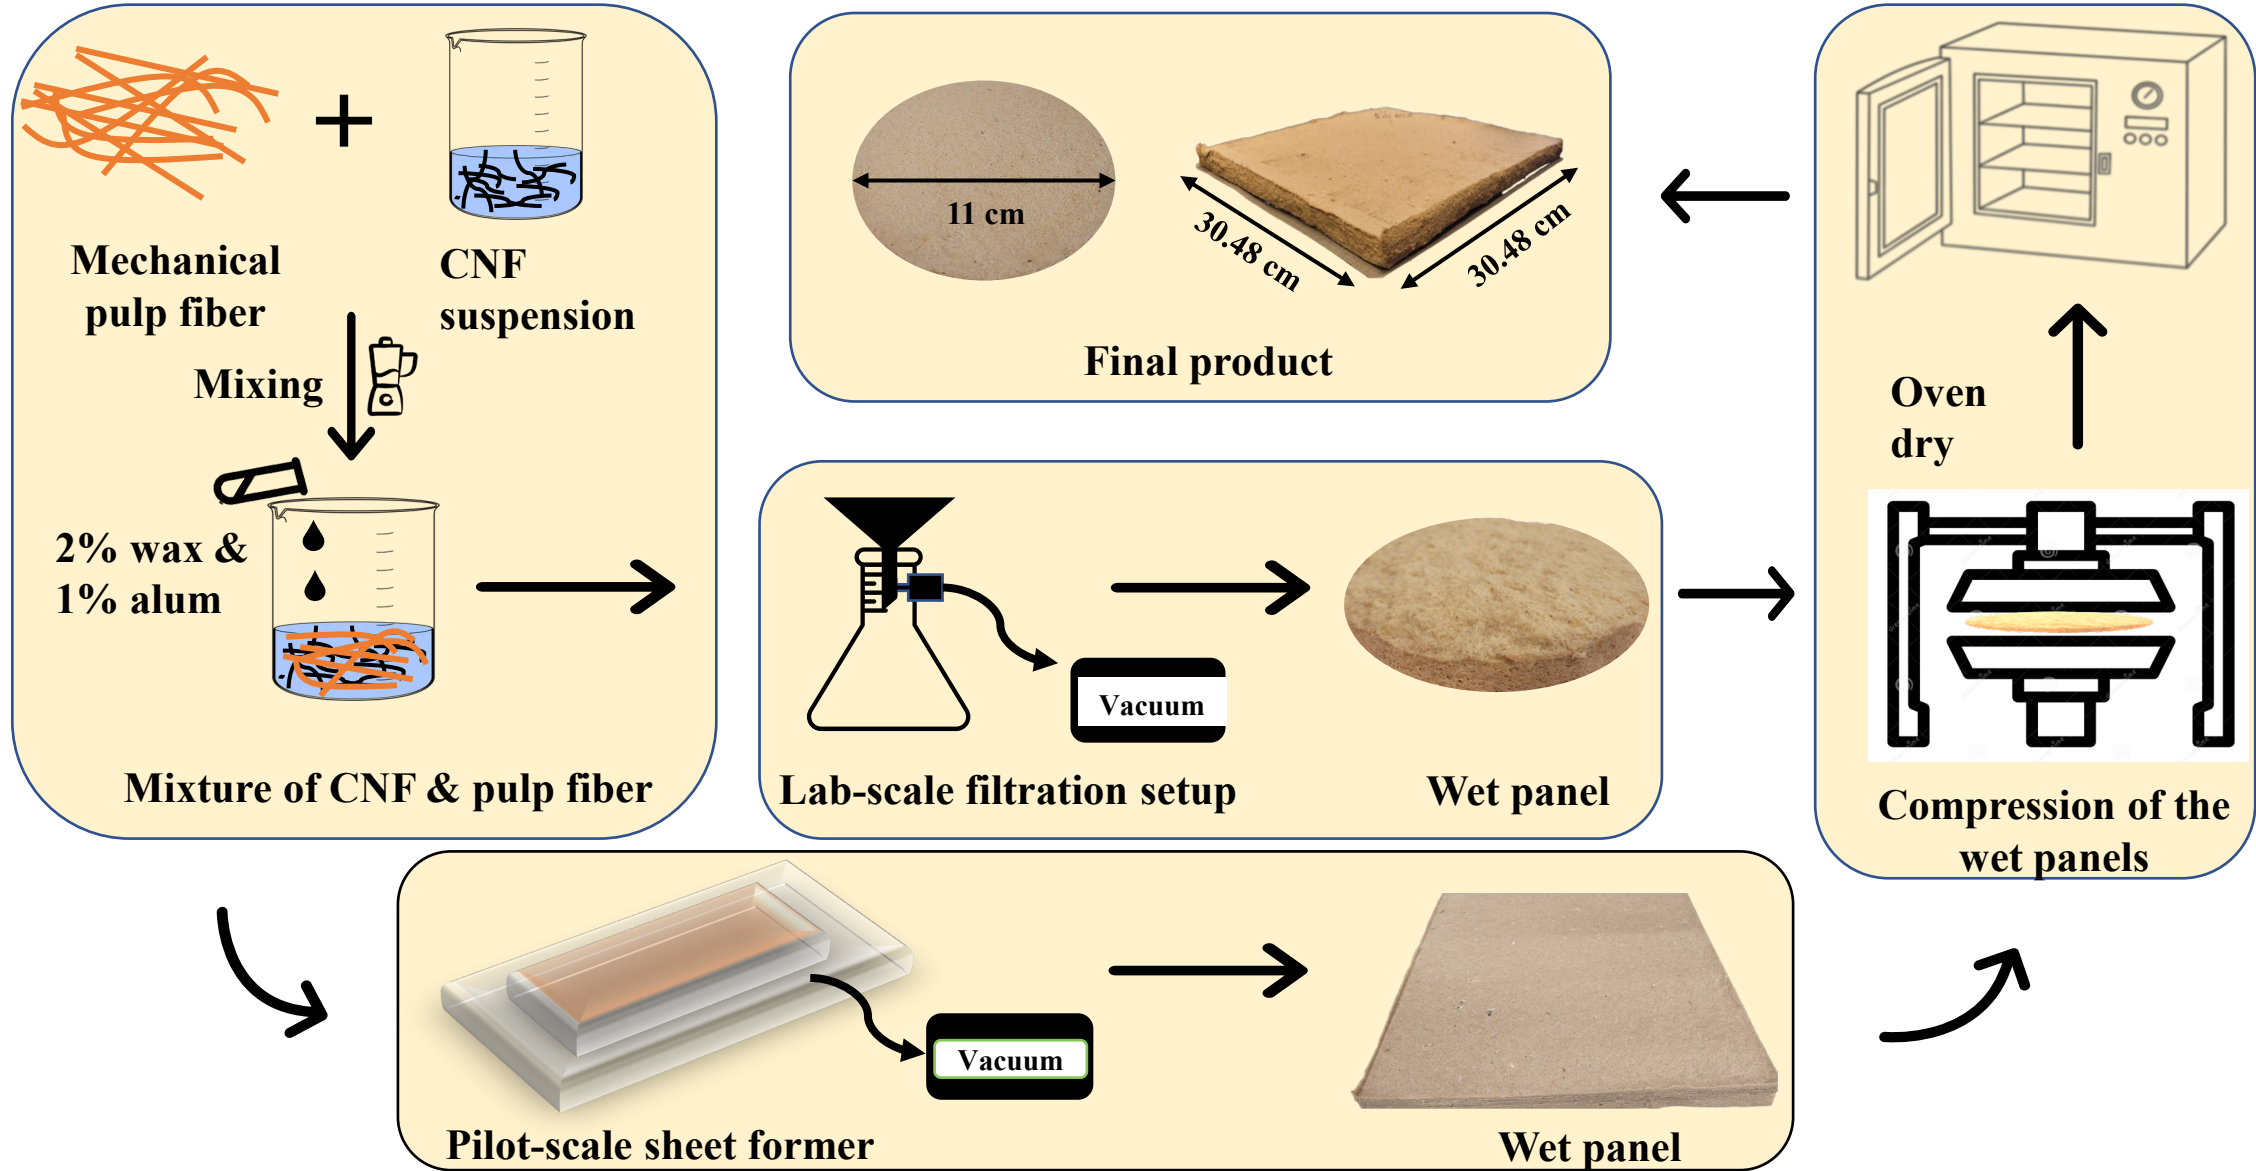 Mechanical
pulp fiber
CNF
suspension
Mixing
2% wax &
1% alum
Mixture of CNF & pulp fiber
11 cm
30.48 cm
30.48 cm
Final product
Vacuum
Lab-scale filtration setup
Wet panel
Oven
dry
Compression of the
wet panels
Vacuum
Pilot-scale sheet former
Wet panel